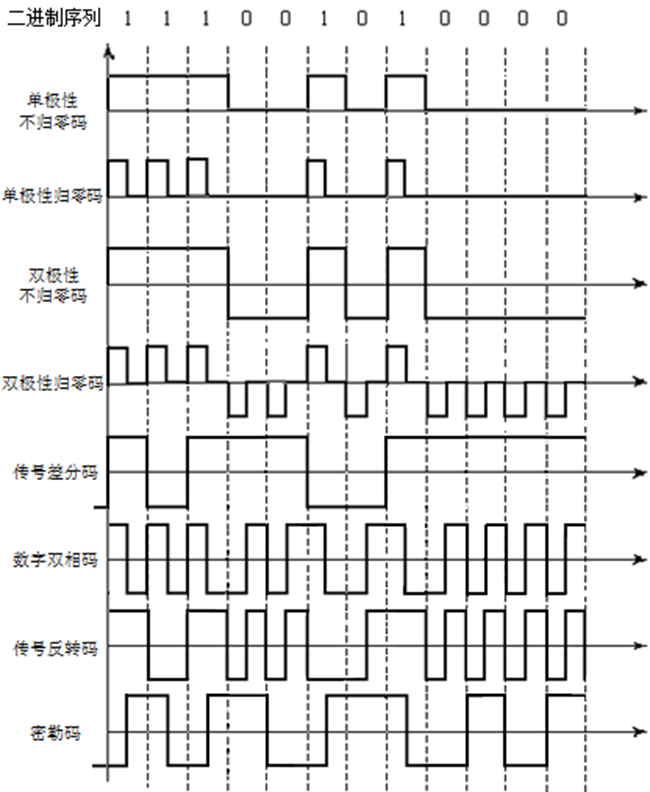 二进制序列 1 1 1 0 0 1 0 1 0 0 0 0
单极性
不归零码
单极性归零码
双极性
不归零码
双极性归零码
传号差分码
数字双相码
传号反转码
密勒码